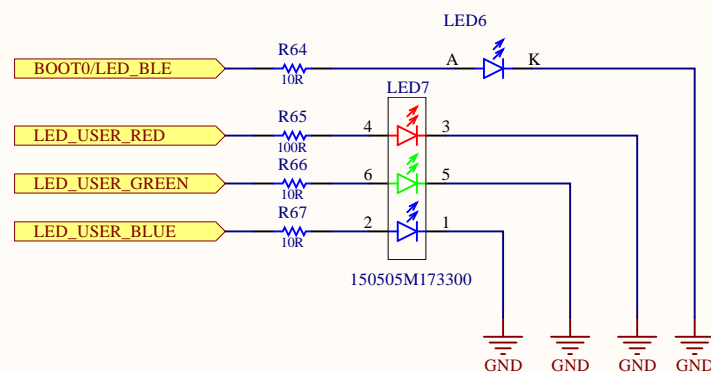 LED6
R64
BOOT0/LED_BLE
A
K
10R
LED7
R65
LED_USER_RED
4
3
100R
R66
LED_USER_GREEN
6
5
10R
R67
LED_USER_BLUE
2
1
10R
150505M173300
GND
GND
GND
GND